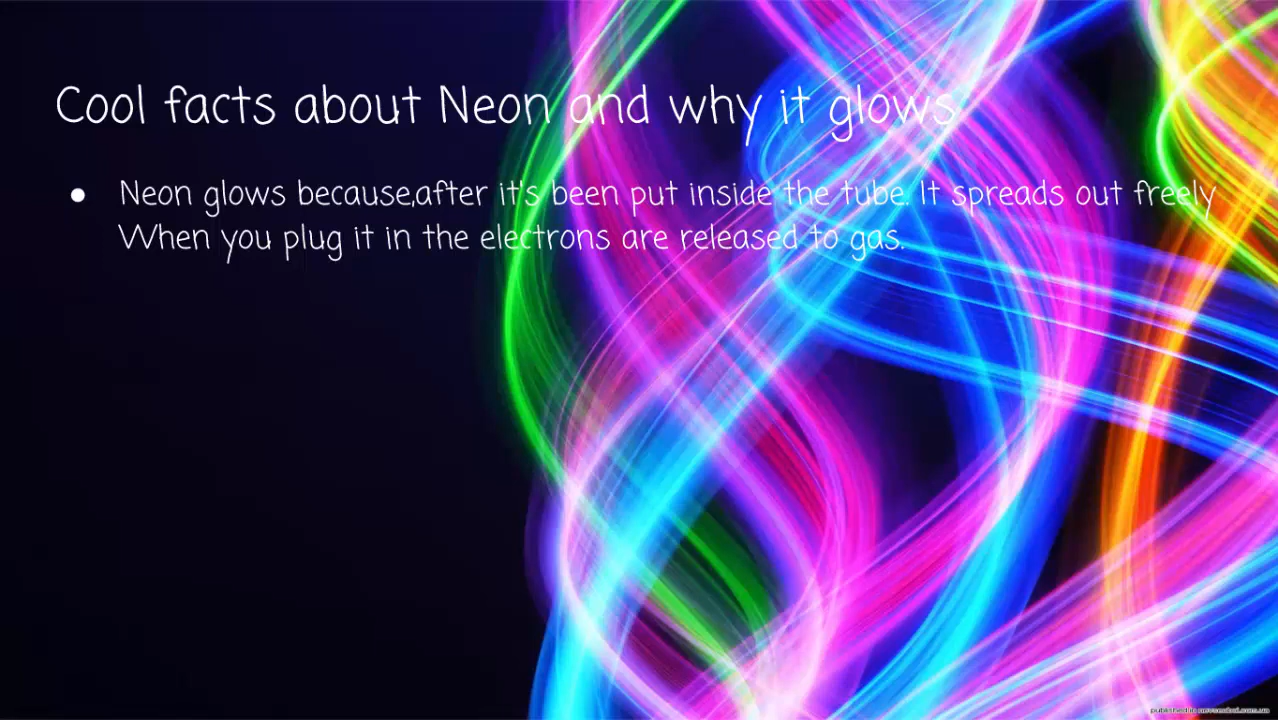 Cool facts about Neon and why it glows
● Neon glows because,after it's been put inside the tube. It spreads out freely
When you plug it in the electrons are released to gas.